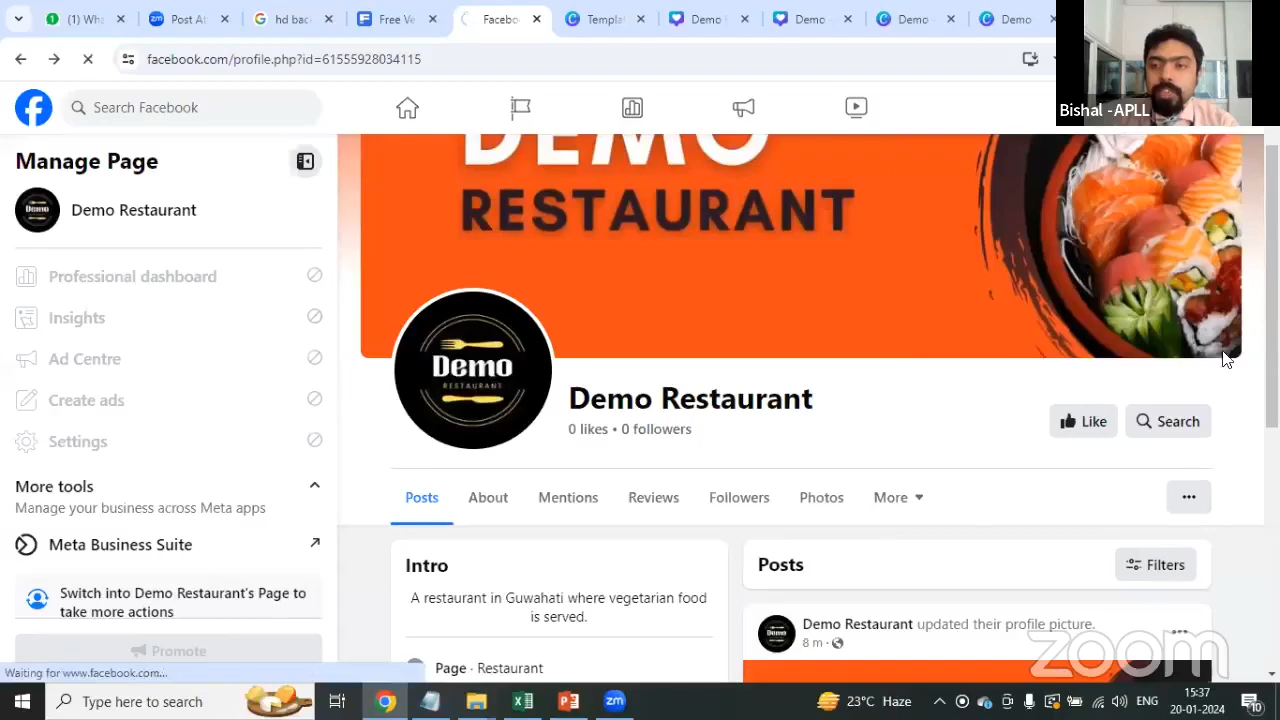 (19) Wha
Post At
hd bac
Free Ve
Facebo
Templat
Demo
Demo -
Demo -
Demo
facebook.com/profile.php?id=61555928034115
Bishal -APLL
Search Facebook
Manage Page
Demo Restaurant
Professional dashboard
Insights
Ad Centre
Create ads
Settings
More tools
Manage your business across Meta apps
Meta Business Suite
Switch into Demo Restaurant's Page to
take more actions
Promote
Waiting for www.facebook.com...
DEMO
RESTAURANT
Demo
RESTAURANT
Demo Restaurant
0 likes • 0 followers
Like
Search
Posts About Mentions Reviews Followers Photos More
Intro
A restaurant in Guwahati where vegetarian food
is served.
Page · Restaurant
Posts
Filters
Demo Restaurant updated their profile picture.
8 m ·
zoom
Type here to search
23°C Haze
ENG
15:37
20-01-2024
10